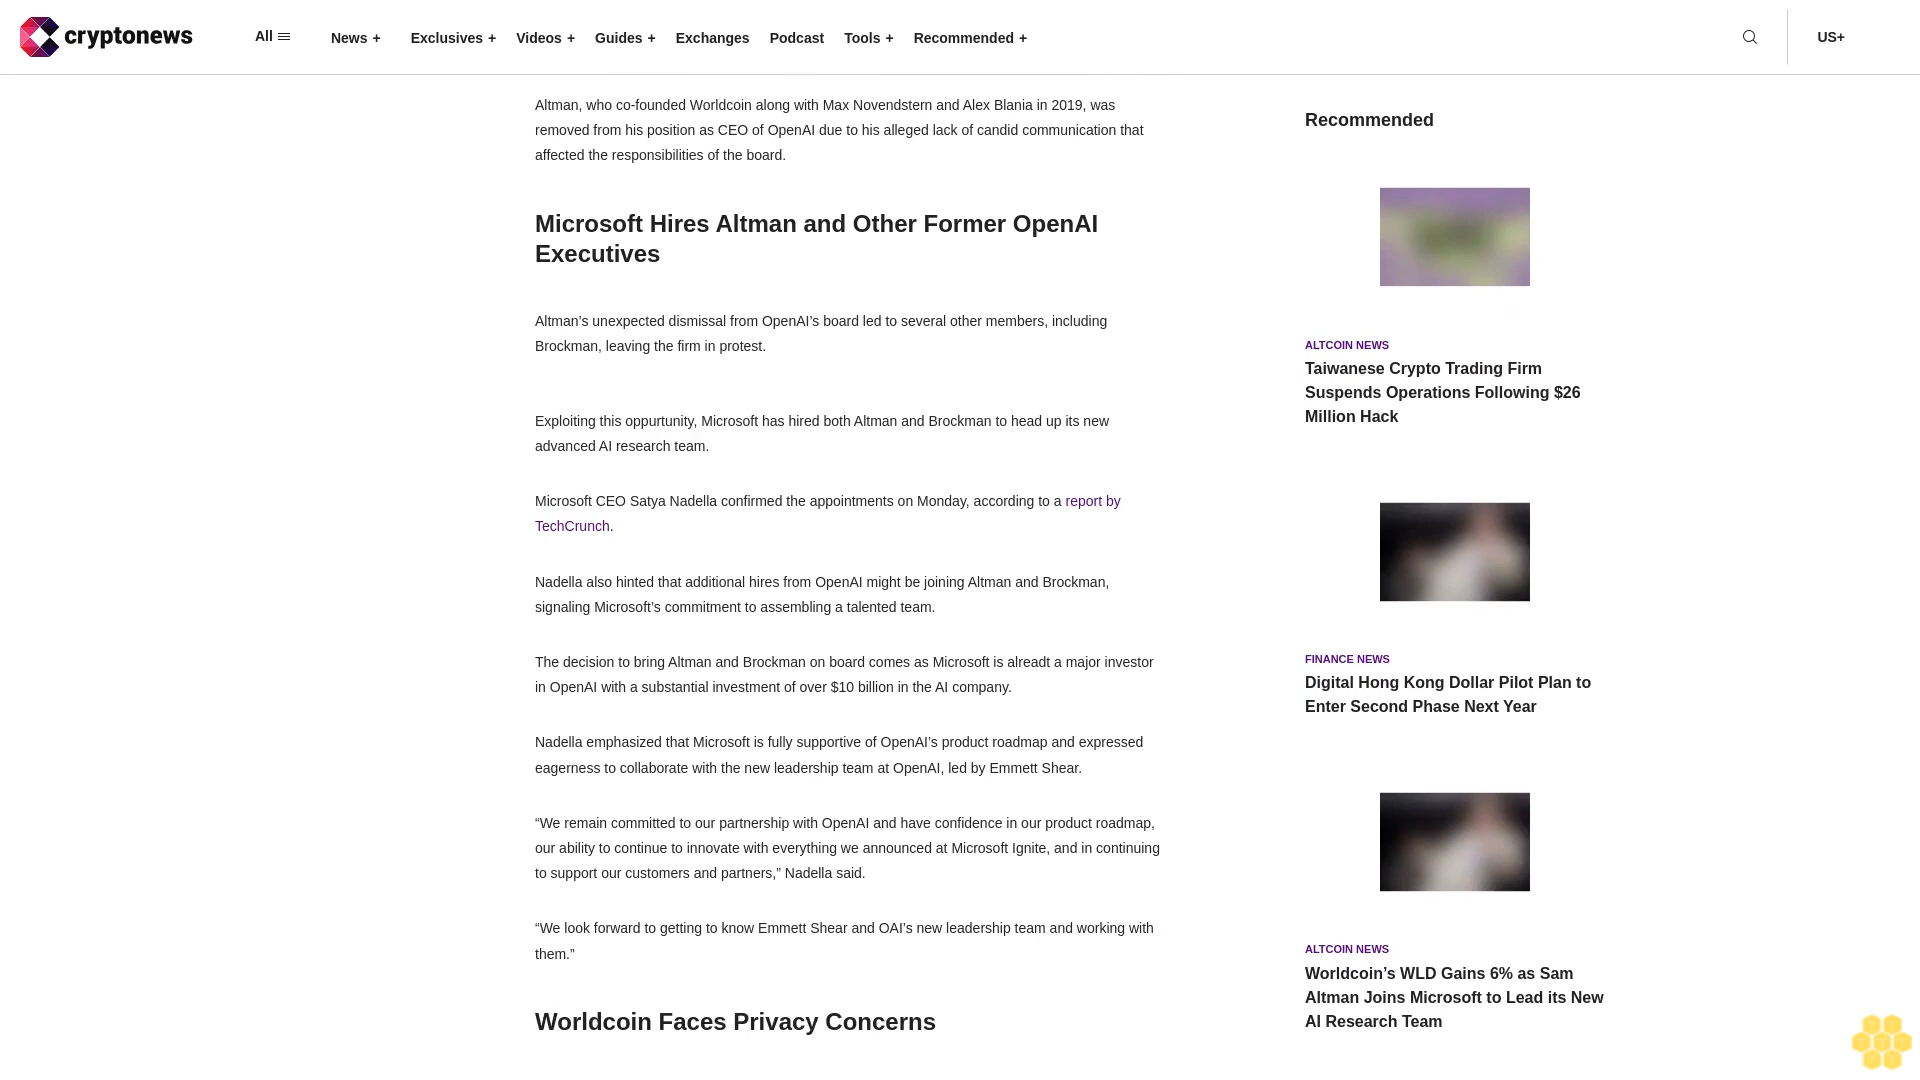 cryptonews
All
News +
Exclusives +
Videos +
Guides +
Exchanges
Podcast
Tools +
Recommended +
US+
Altman, who co-founded Worldcoin along with Max Novendstern and Alex Blania in 2019, was
removed from his position as CEO of OpenAI due to his alleged lack of candid communication that
affected the responsibilities of the board.
Microsoft Hires Altman and Other Former OpenAI
Executives
Altman’s unexpected dismissal from OpenAI’s board led to several other members, including
Brockman, leaving the firm in protest.
Exploiting this oppurtunity, Microsoft has hired both Altman and Brockman to head up its new
advanced AI research team.
Microsoft CEO Satya Nadella confirmed the appointments on Monday, according to a report by
TechCrunch.
Nadella also hinted that additional hires from OpenAI might be joining Altman and Brockman,
signaling Microsoft’s commitment to assembling a talented team.
The decision to bring Altman and Brockman on board comes as Microsoft is alreadt a major investor
in OpenAI with a substantial investment of over $10 billion in the AI company.
Nadella emphasized that Microsoft is fully supportive of OpenAI’s product roadmap and expressed
eagerness to collaborate with the new leadership team at OpenAI, led by Emmett Shear.
“We remain committed to our partnership with OpenAI and have confidence in our product roadmap,
our ability to continue to innovate with everything we announced at Microsoft Ignite, and in continuing
to support our customers and partners,” Nadella said.
“We look forward to getting to know Emmett Shear and OAI’s new leadership team and working with
them.”
Worldcoin Faces Privacy Concerns
Recommended
ALTCOIN NEWS
Taiwanese Crypto Trading Firm
Suspends Operations Following $26
Million Hack
FINANCE NEWS
Digital Hong Kong Dollar Pilot Plan to
Enter Second Phase Next Year
ALTCOIN NEWS
Worldcoin’s WLD Gains 6% as Sam
Altman Joins Microsoft to Lead its New
AI Research Team